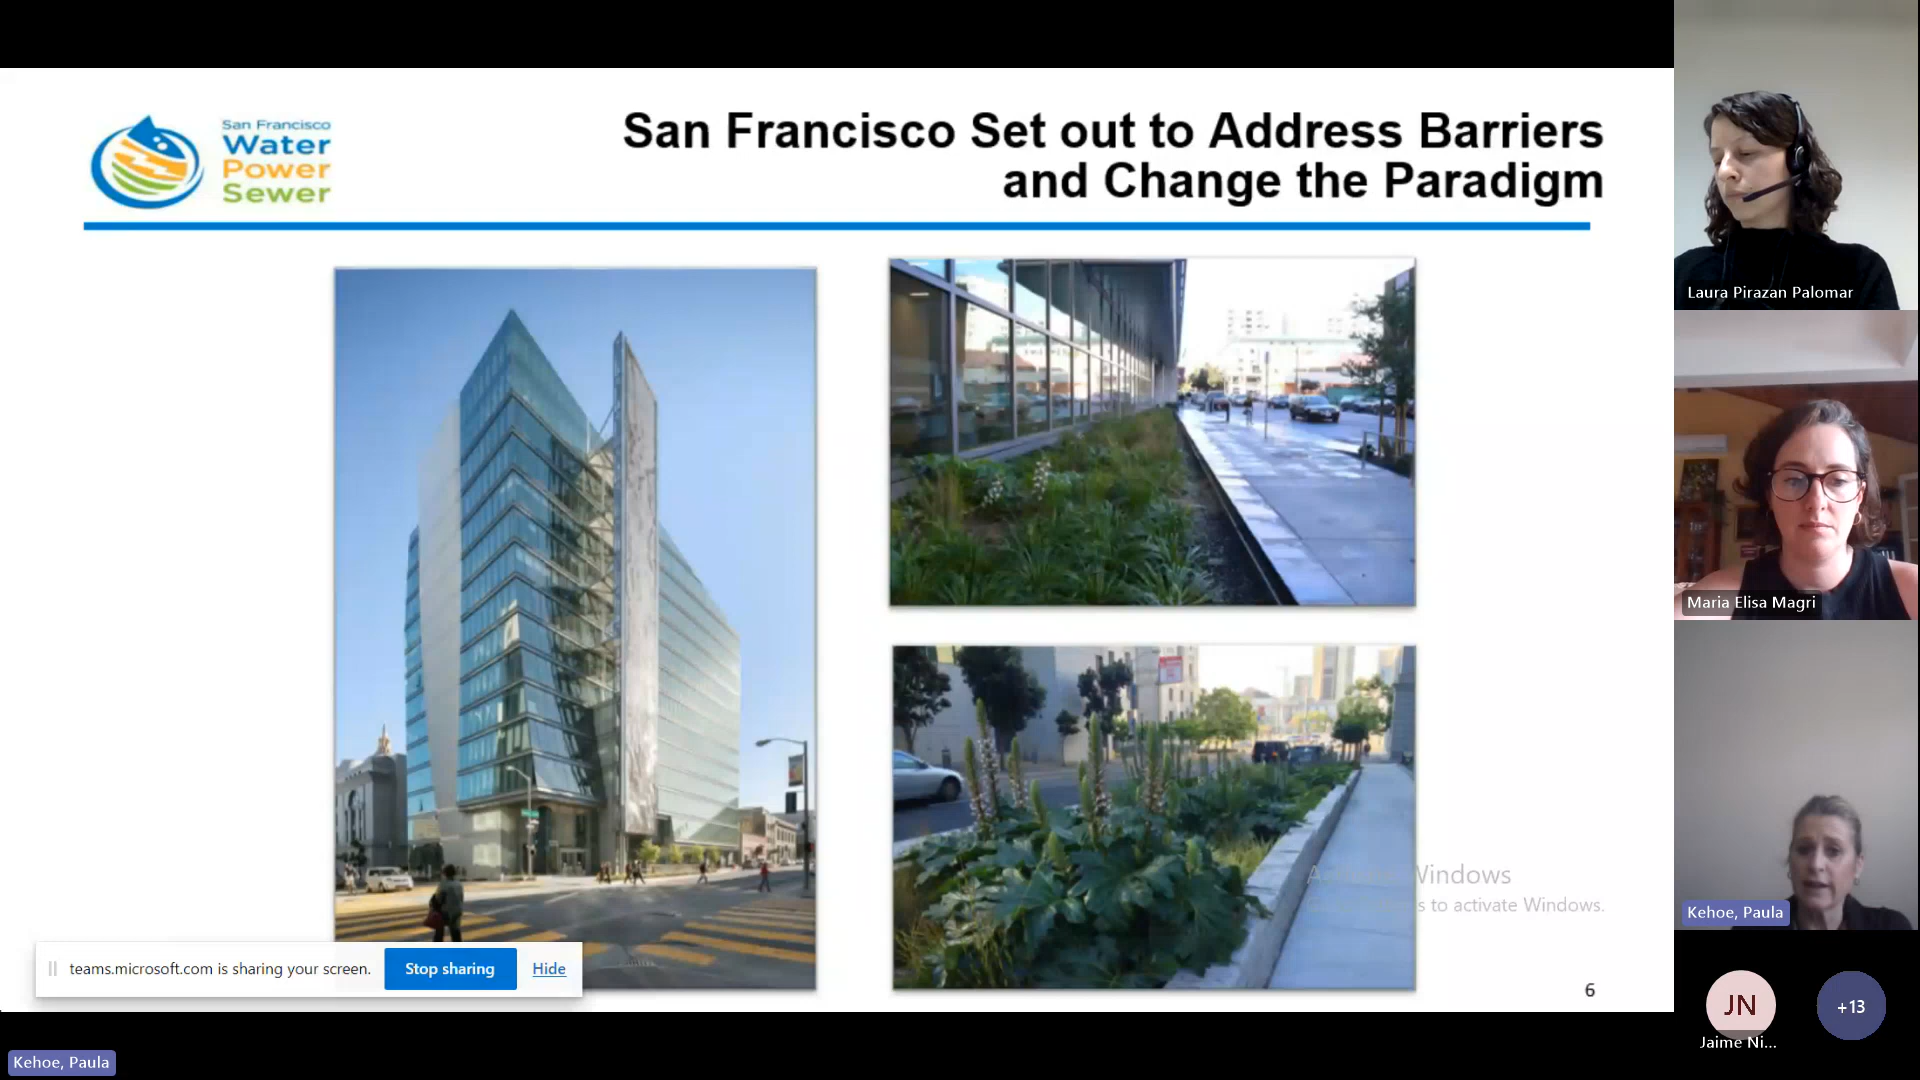 San Francisco
Water
Power
Sewer
San Francisco Set out to Address Barriers
and Change the Paradigm
Windows
s to activate Windows.
6
teams.microsoft.com is sharing your screen.
Stop sharing
Hide
Kehoe, Paula
Laura Pirazan Palomar
Maria Elisa Magri
Kehoe, Paula
JN
+13
Jaime Ni...